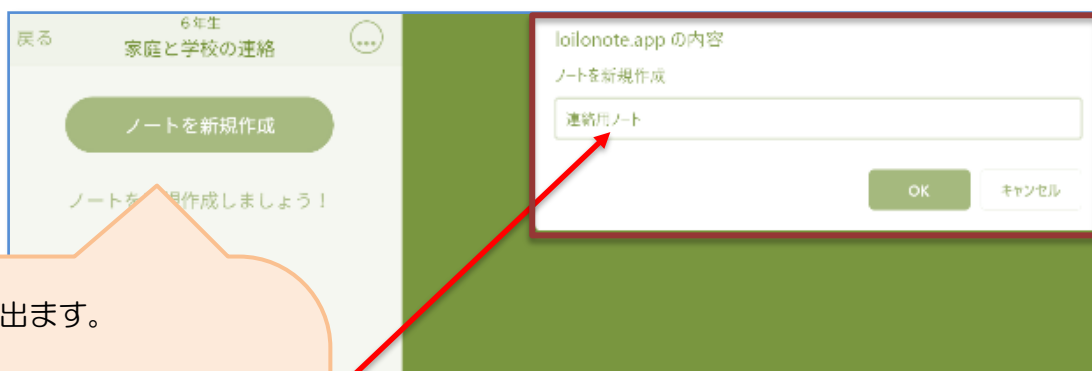 戻る
6年生
家庭と学校の連絡
ノートを新規作成
ノートを 規作成しましょう!
出ます。
loilonote.app の内容
ノートを新規作成
連絡用ノート
OK
キャンセル